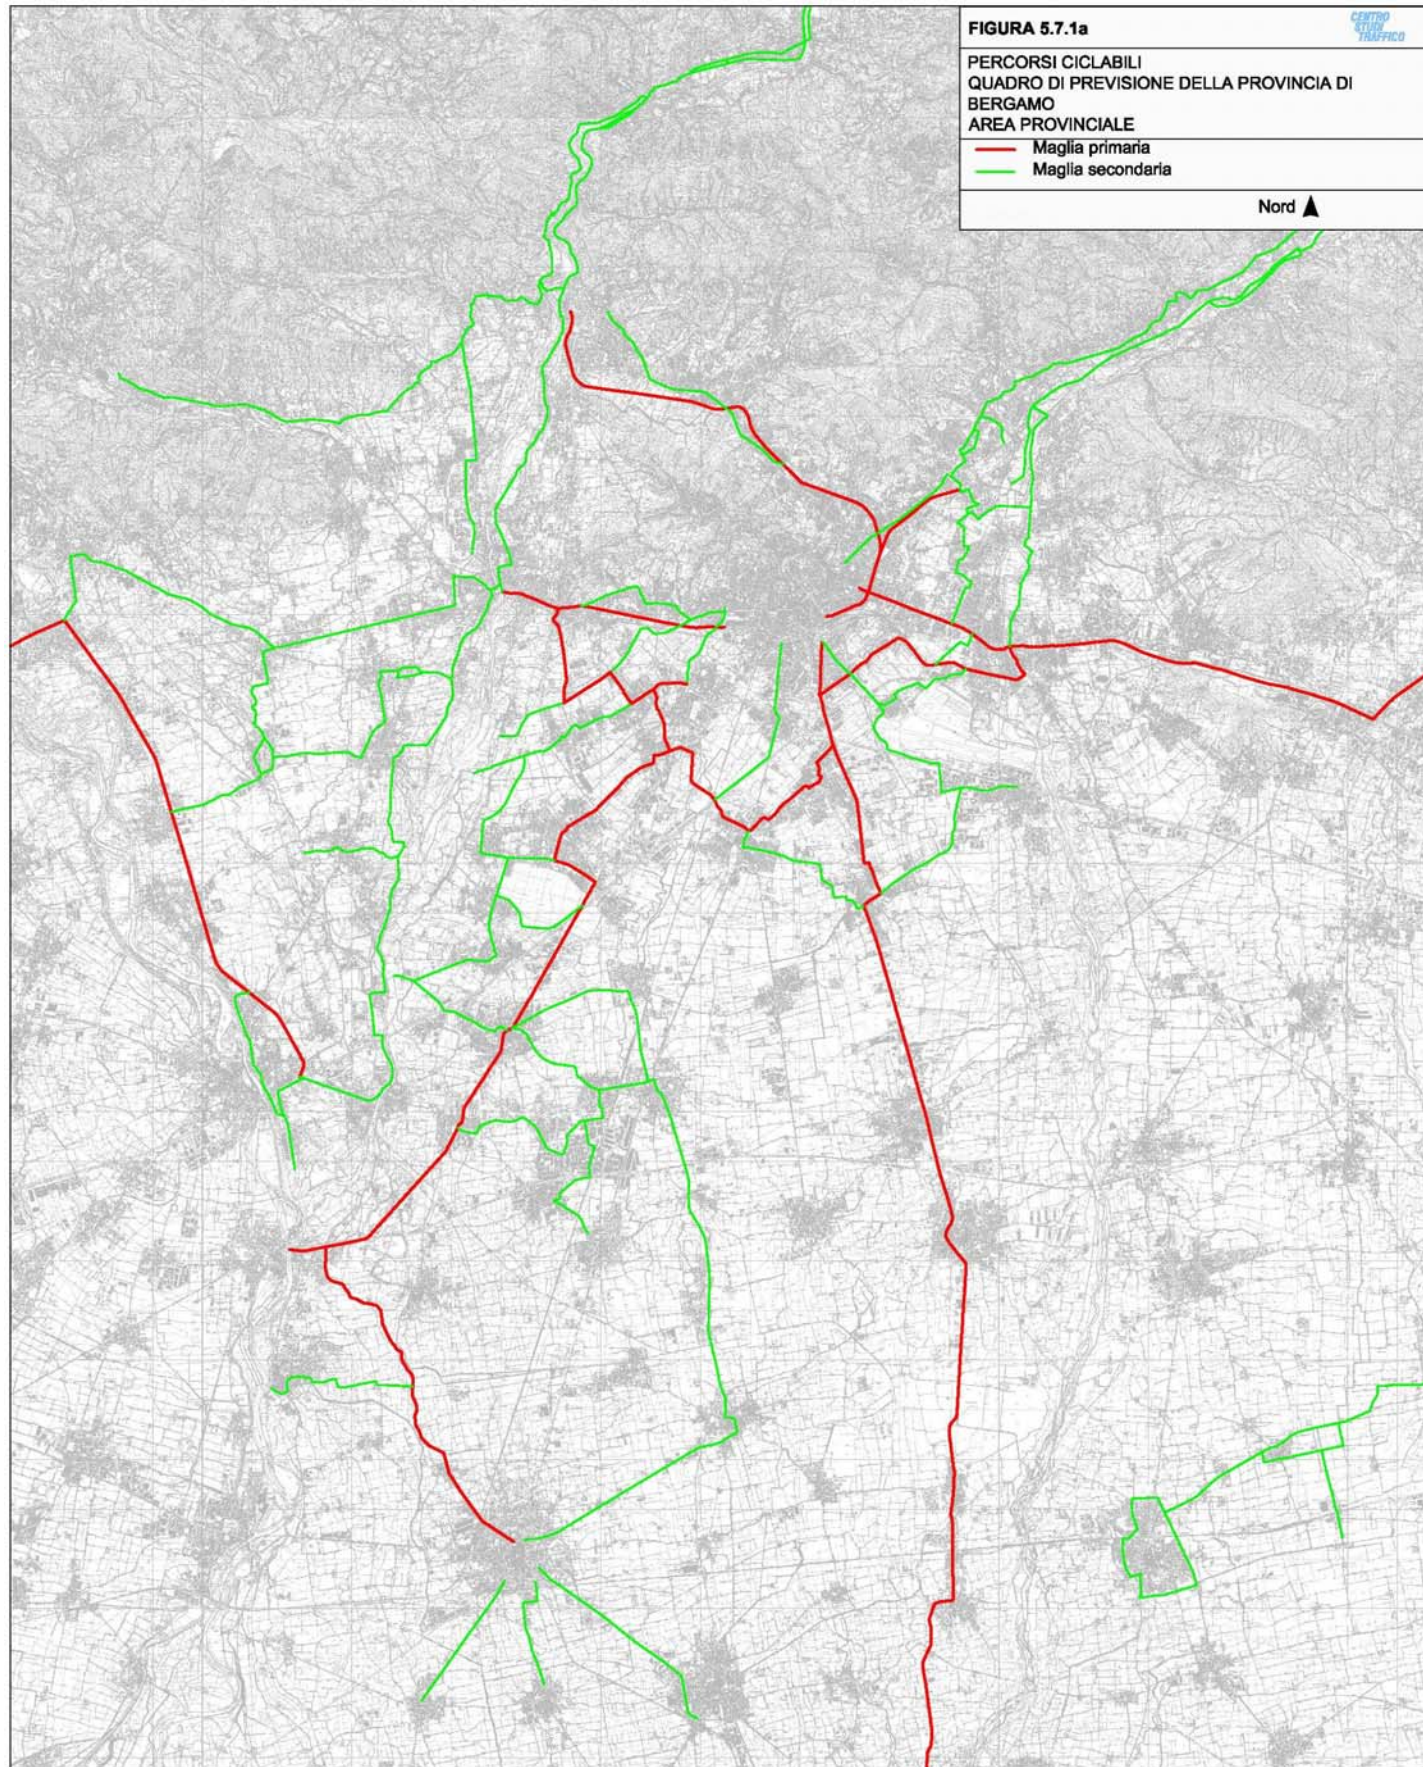 FIGURA 5.7.1a
CENTRO
STUDI
TRAFFICO
PERCORSI CICLABILI
QUADRO DI PREVISIONE DELLA PROVINCIA DI
BERGAMO
AREA PROVINCIALE
Maglia primaria
Maglia secondaria
Nord